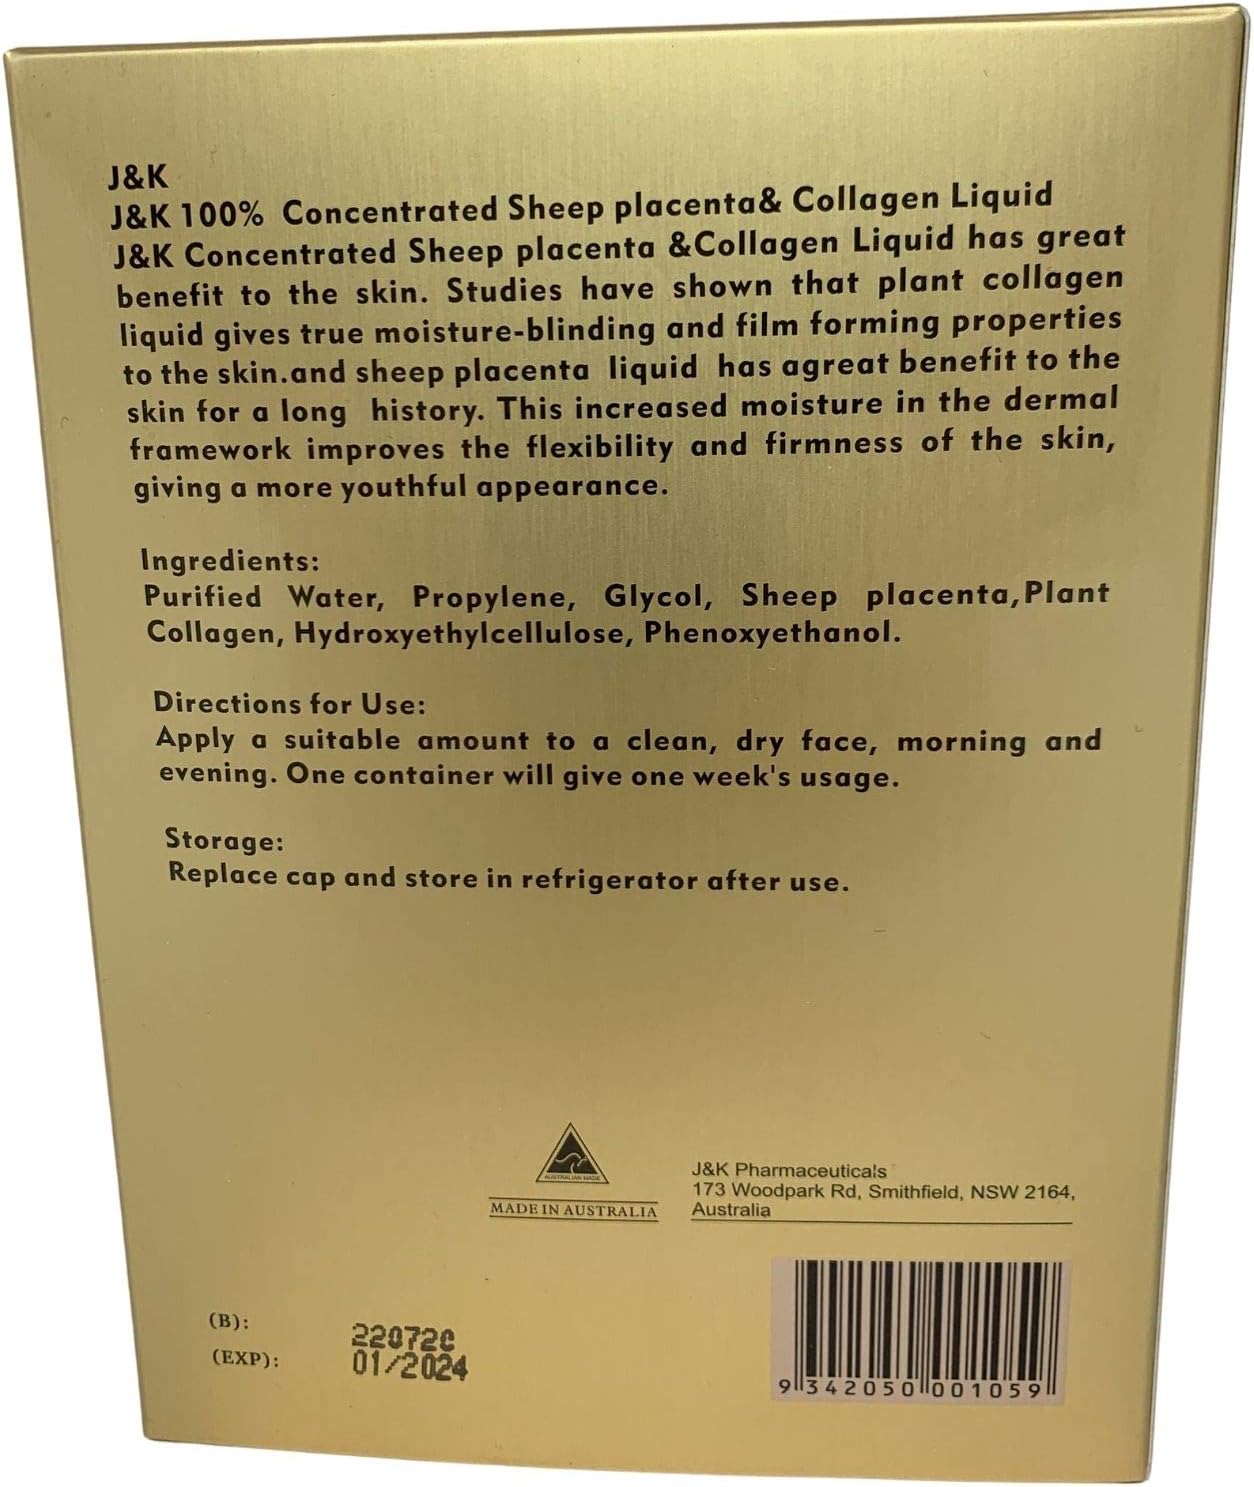 J&K
J&K 100% Concentrated Sheep placenta& Collagen Liquid
J&K Concentrated Sheep placenta &Collagen Liquid has great
benefit to the skin. Studies have shown that plant collagen
liquid gives true moisture-blinding and film forming properties
to the skin.and sheep placenta liquid has agreat benefit to the
skin for a long history. This increased moisture in the dermal
framework improves the flexibility and firmness of the skin,
giving a more youthful appearance.
Ingredients:
Purified Water, Propylene, Glycol, Sheep placenta,Plant
Collagen, Hydroxyethylcellulose, Phenoxyethanol.
Directions for Use:
Apply a suitable amount to a clean, dry face, morning and
evening. One container will give one week's usage.
Storage:
Replace cap and store in refrigerator after use.
AUSTRALIAN MADE
MADE IN AUSTRALIA
J&K Pharmaceuticals
173 Woodpark Rd, Smithfield, NSW 2164,
Australia
(B):
(EXP): 01/2024
9 342050 001059